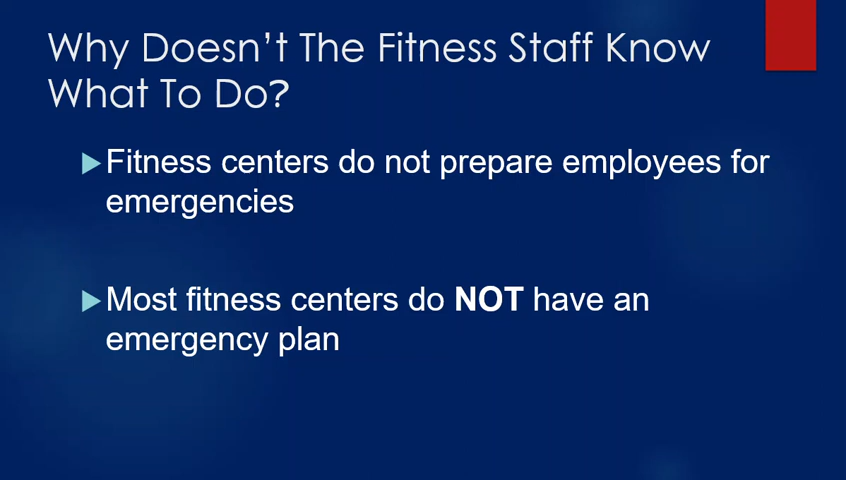 Why Doesn’t The Fitness Staff Know
What To Do?
Fitness centers do not prepare employees for
emergencies
Most fitness centers do NOT have an
emergency plan